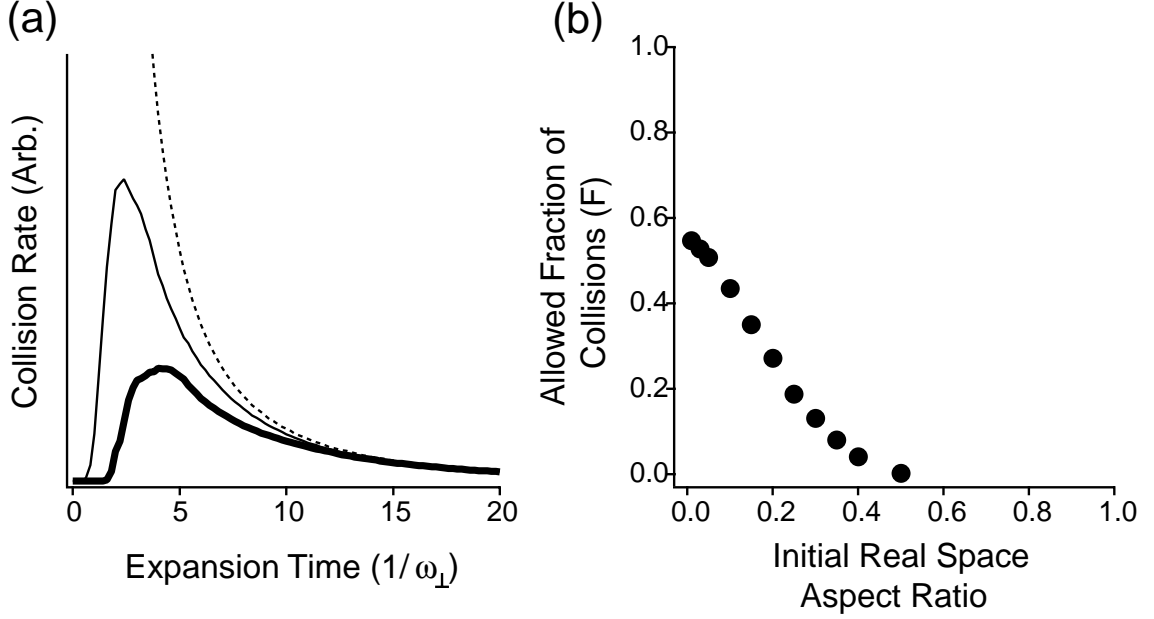 (a)
Collision Rate (Arb.)
0
5
10
15
20
Expansion Time (1/ω⊥)
(b)
Allowed Fraction of
Collisions (F)
1.0
0.8
0.6
0.4
0.2
0.0
0.0
0.2
0.4
0.6
0.8
1.0
Initial Real Space
Aspect Ratio